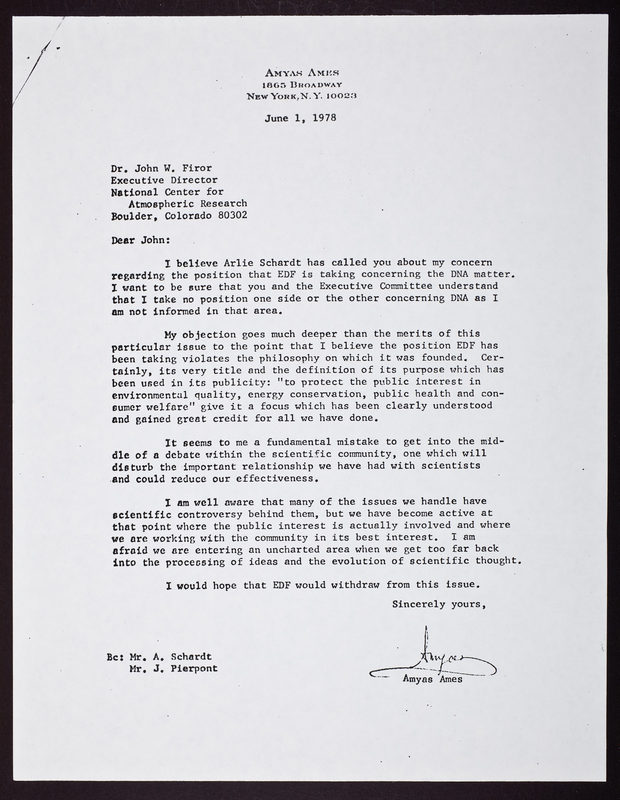 Amyas Ames
1865 Broadway
New York, N. Y. 10023
June 1, 1978
Dr. John W. Firor
Executive Director
National Center for
Atmospheric Research
Boulder, Colorado 80302
Dear John:
I believe Arlie Schardt has called you about my concern
regarding the position that EDF is taking concerning the DNA matter.
I want to be sure that you and the Executive Committee understand
that I take no position one side or the other concerning DNA as I
am not informed in that area.
My objection goes much deeper than the merits of this
particular issue to the point that I believe the position EDF has
been taking violates the philosophy on which it was founded. Cer-
tainly, its very title and the definition of its purpose which has
been used in its publicity: "to protect the public interest in
environmental quality, energy conservation, public health and con-
sumer welfare" give it a focus which has been clearly understood
and gained great credit for all we have done.
It seems to me a fundamental mistake to get into the mid-
dle of a debate within the scientific community, one which will
disturb the important relationship we have had with scientists
and could reduce our effectiveness.
I am well aware that many of the issues we handle have
scientific controversy behind them, but we have become active at
that point where the public interest is actually involved and where
we are working with the community in its best interest. I am
afraid we are entering an uncharted area when we get too far back
into the processing of ideas and the evolution of scientific thought.
I would hope that EDF would withdraw from this issue.
Sincerely yours,
Amyas
Amyas Ames
Bc: Mr. A. Schardt
Mr. J. Pierpont